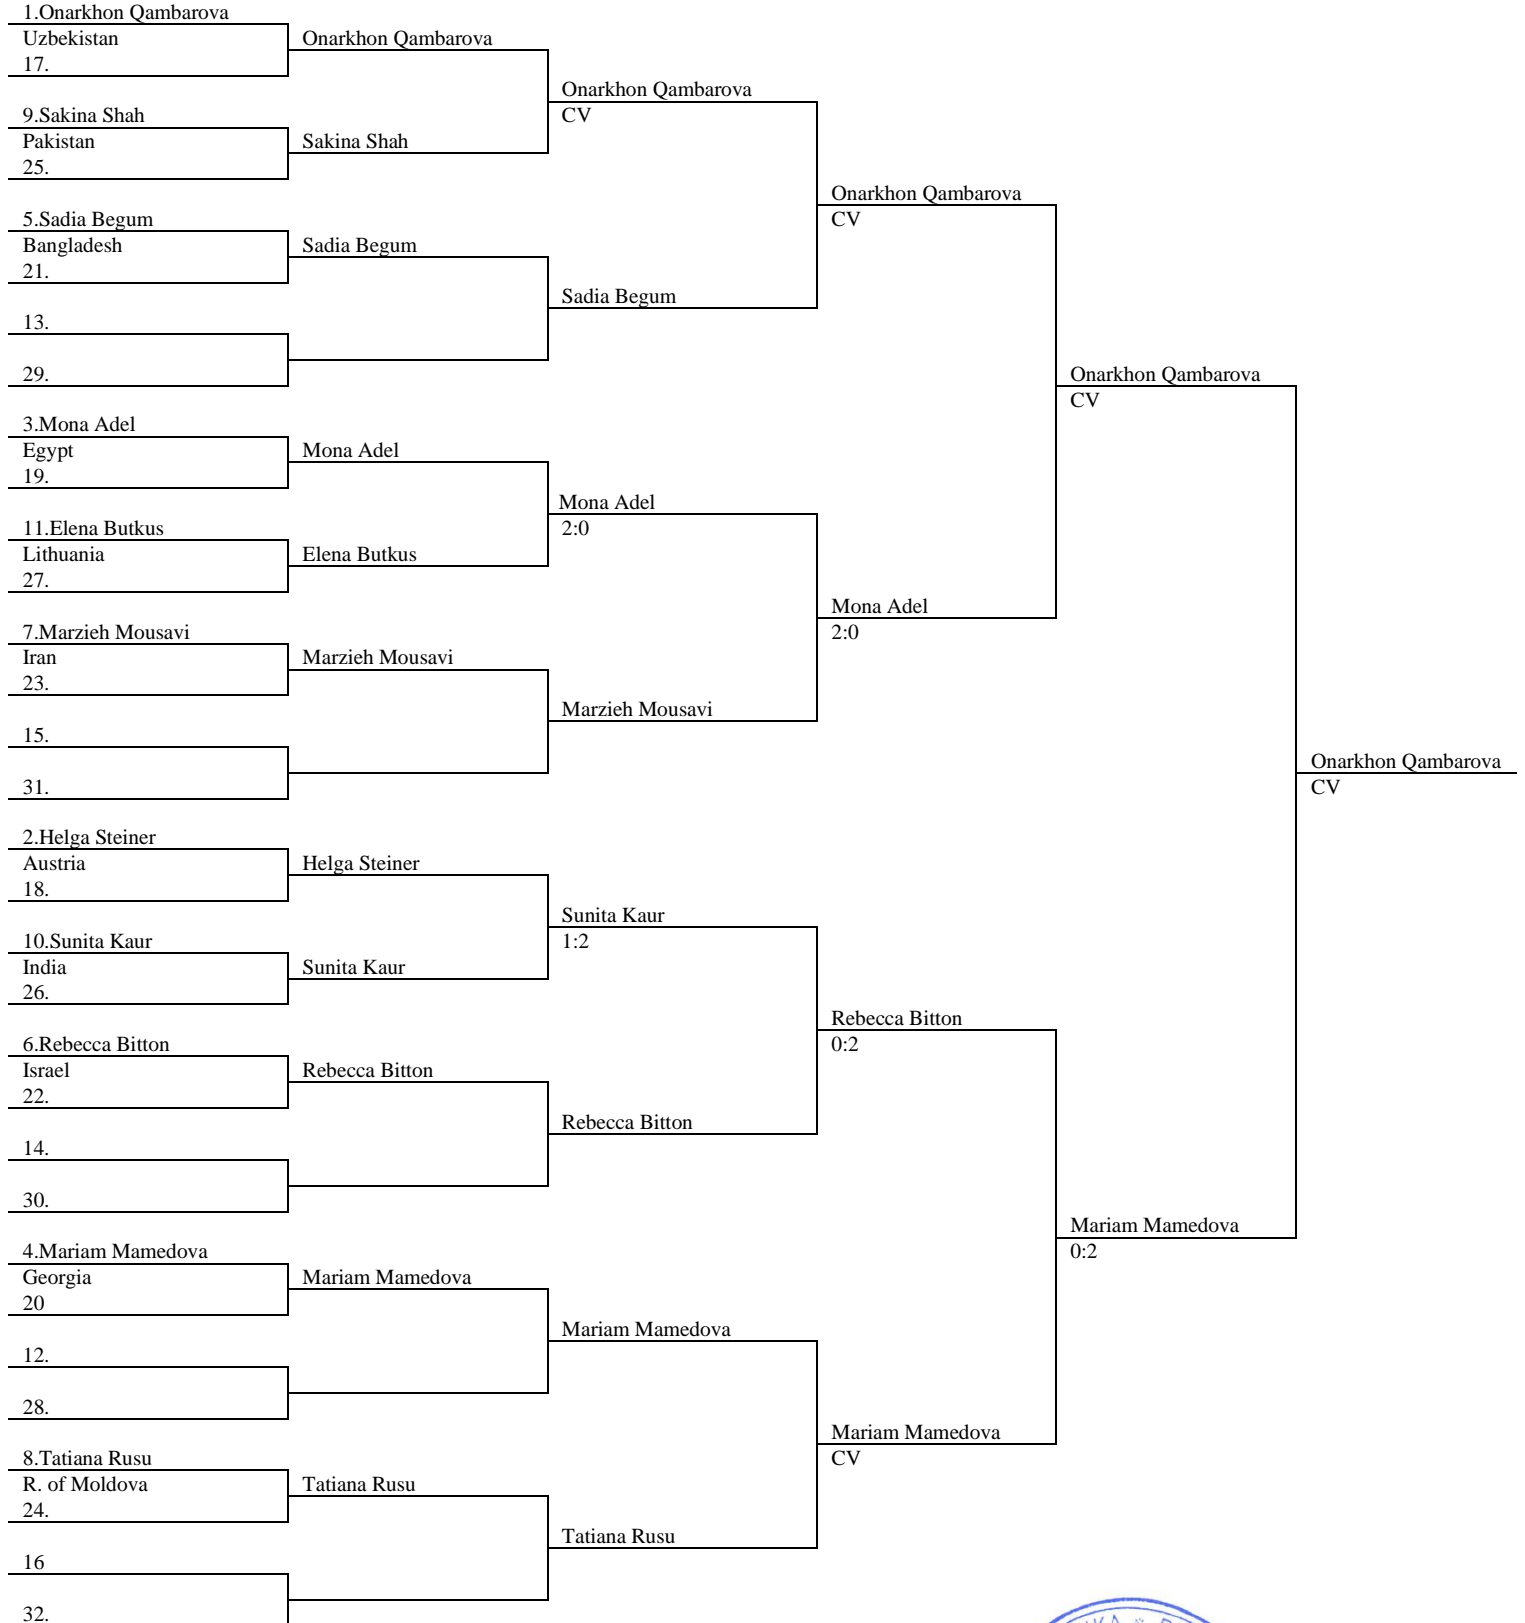 1.Onarkhon Qambarova
Uzbekistan
17.
9.Sakina Shah
Pakistan
25.
5.Sadia Begum
Bangladesh
21.
13.
29.
3.Mona Adel
Egypt
19.
11.Elena Butkus
Lithuania
27.
7.Marzieh Mousavi
Iran
23.
15.
31.
2.Helga Steiner
Austria
18.
10.Sunita Kaur
India
26.
6.Rebecca Bitton
Israel
22.
14.
30.
4.Mariam Mamedova
Georgia
20
12.
28.
8.Tatiana Rusu
R. of Moldova
24.
16
32.
Onarkhon Qambarova
Sakina Shah
Sadia Begum
Mona Adel
Elena Butkus
Marzieh Mousavi
Helga Steiner
Sunita Kaur
Rebecca Bitton
Mariam Mamedova
Tatiana Rusu
Onarkhon Qambarova
CV
Sadia Begum
Mona Adel
2:0
Marzieh Mousavi
Sunita Kaur
1:2
Rebecca Bitton
Mariam Mamedova
Tatiana Rusu
Onarkhon Qambarova
CV
Mona Adel
2:0
Rebecca Bitton
0:2
Mariam Mamedova
CV
Onarkhon Qambarova
CV
Mariam Mamedova
0:2
Onarkhon Qambarova
CV